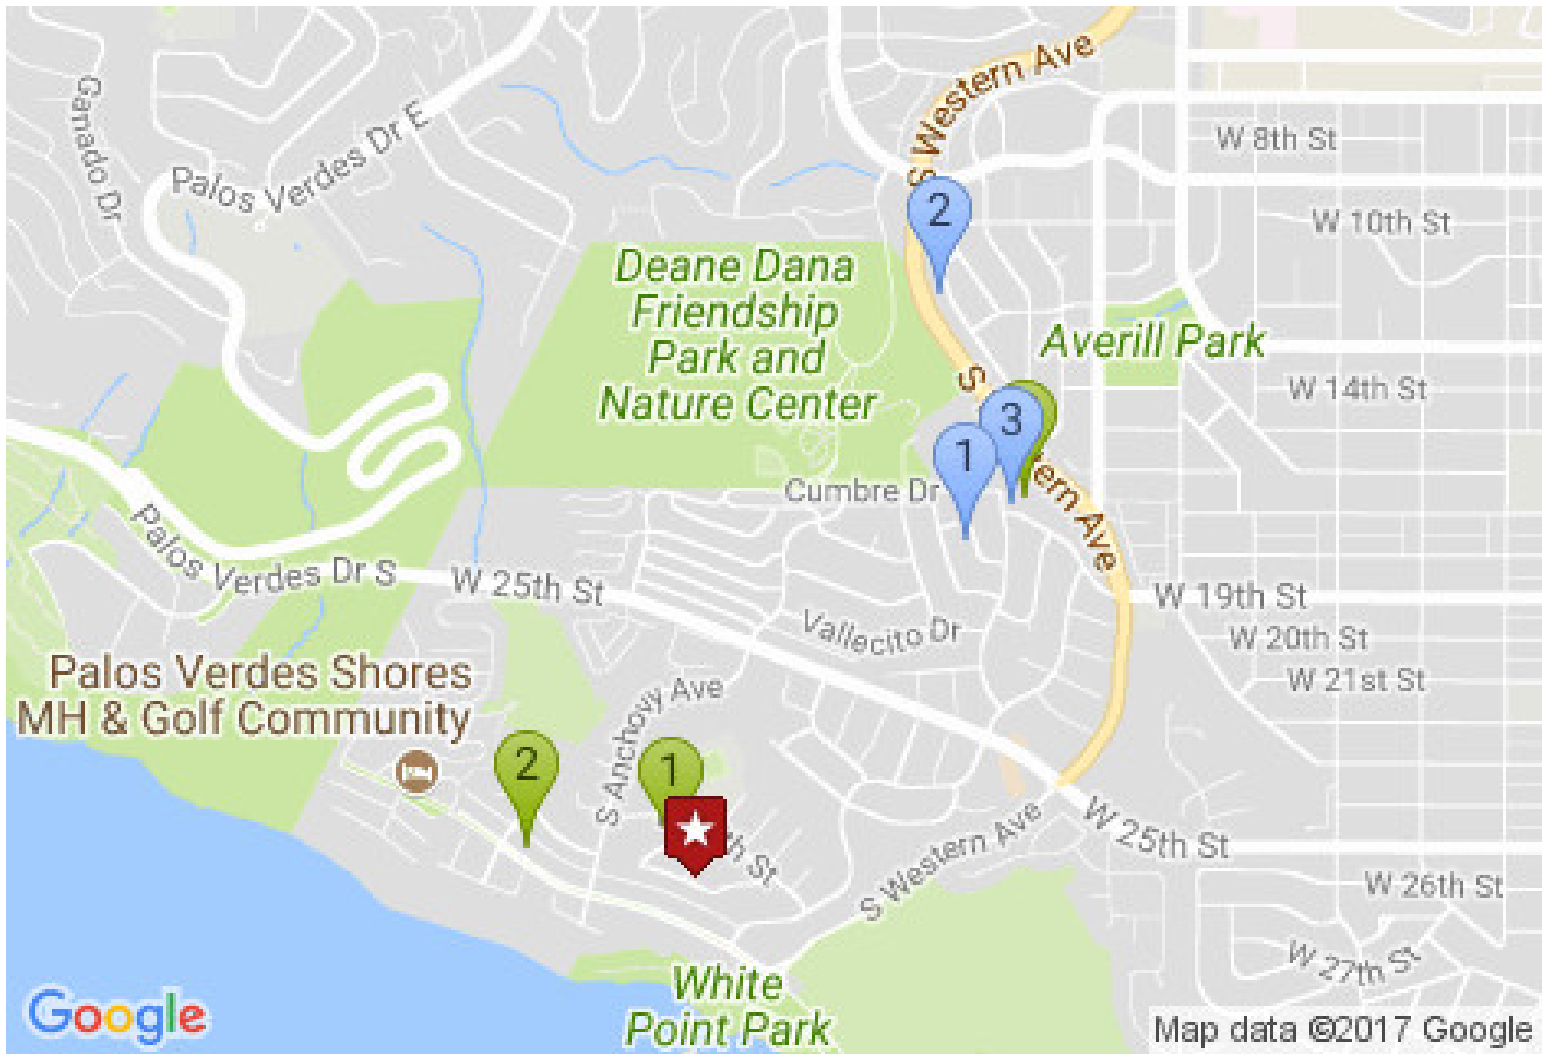 S Western Ave
Ganado Dr
Palos Verdes Dr E
W 8th St
2
W 10th St
Deane Dana
Friendship
Park and
Nature Center
Averill Park
S
W 14th St
3
1
Cumbre Dr
tern Ave
Palos Verdes Dr S
W 25th St
W 19th St
Vallecito Dr
W 20th St
W 21st St
Palos Verdes Shores
MH & Golf Community
S Anchovy Ave
2
1
th St
S Western Ave
W 25th St
W 26th St
W 27th St
White
Point Park
Google
Map data ©2017 Google